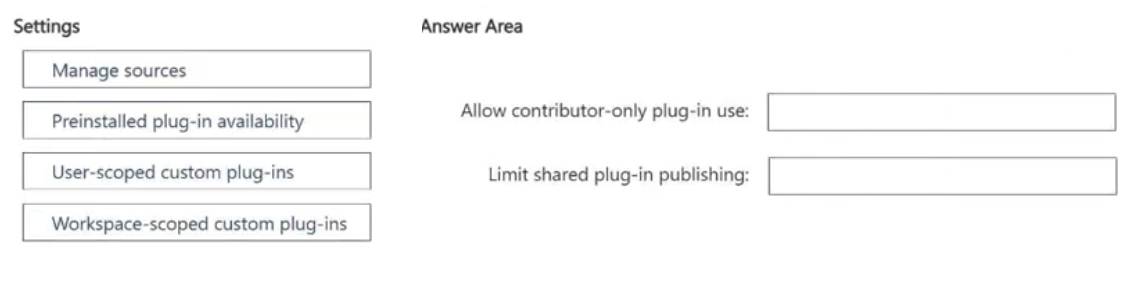 Settings
Manage sources
Preinstalled plug-in availability
User-scoped custom plug-ins
Workspace-scoped custom plug-ins
Answer Area
Allow contributor-only plug-in use:
Limit shared plug-in publishing: